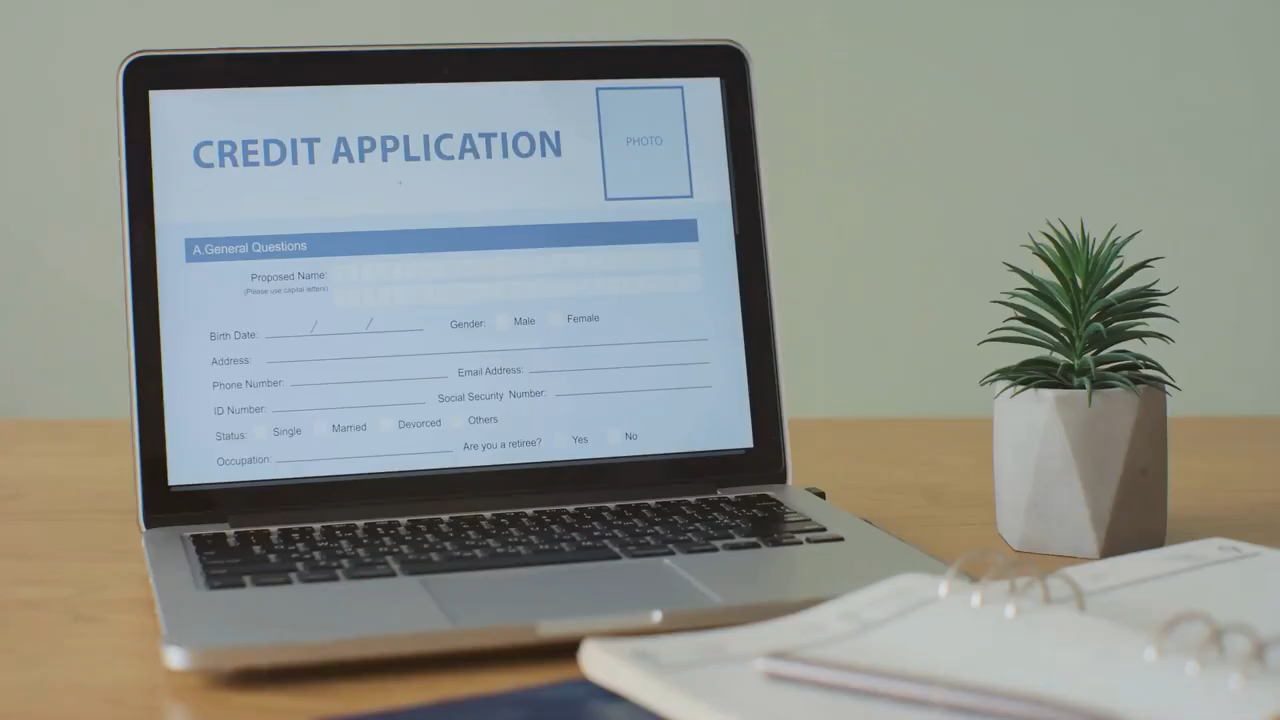 CREDIT APPLICATION
PHOTO
A.General Questions
Proposed Name:
(Please use capital letters)
Birth Date: / / Gender: Male Female
Address:
Phone Number: Email Address:
ID Number: Social Security Number:
Status: Single Married Devorced Others
Occupation: Are you a retiree? Yes No